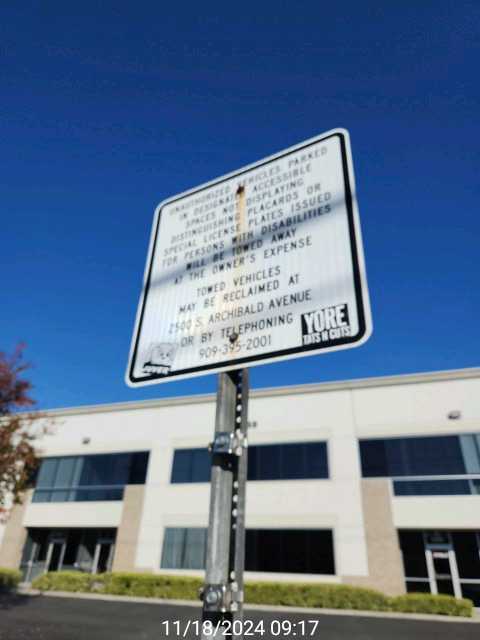 UNAUTHORIZED VEHICLES PARKED
IN DESIGNATED ACCESSIBLE
SPACES NOT DISPLAYING
DISTINGUISHING PLACARDS OR
SPECIAL LICENSE PLATES ISSUED
FOR PERSONS WITH DISABILITIES
WILL BE TOWED AWAY
AT THE OWNER'S EXPENSE
TOWED VEHICLES
MAY BE RECLAIMED AT
2500 S. ARCHIBALD AVENUE
OR BY TELEPHONING
909-395-2001
YORE
TATS N CUTS
11/18/2024 09:17